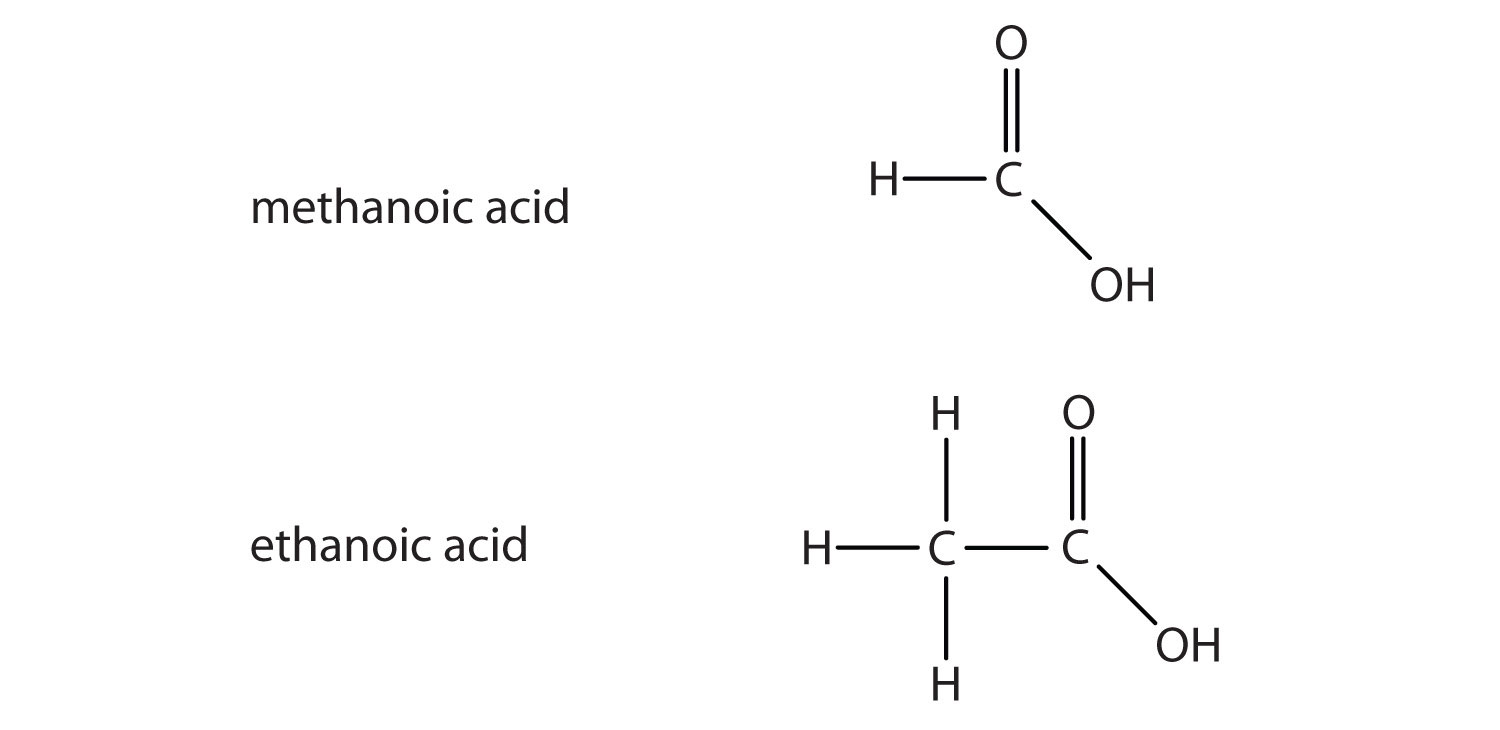 O
H C
methanoic acid
OH
H O
ethanoic acid H C C
OH
H